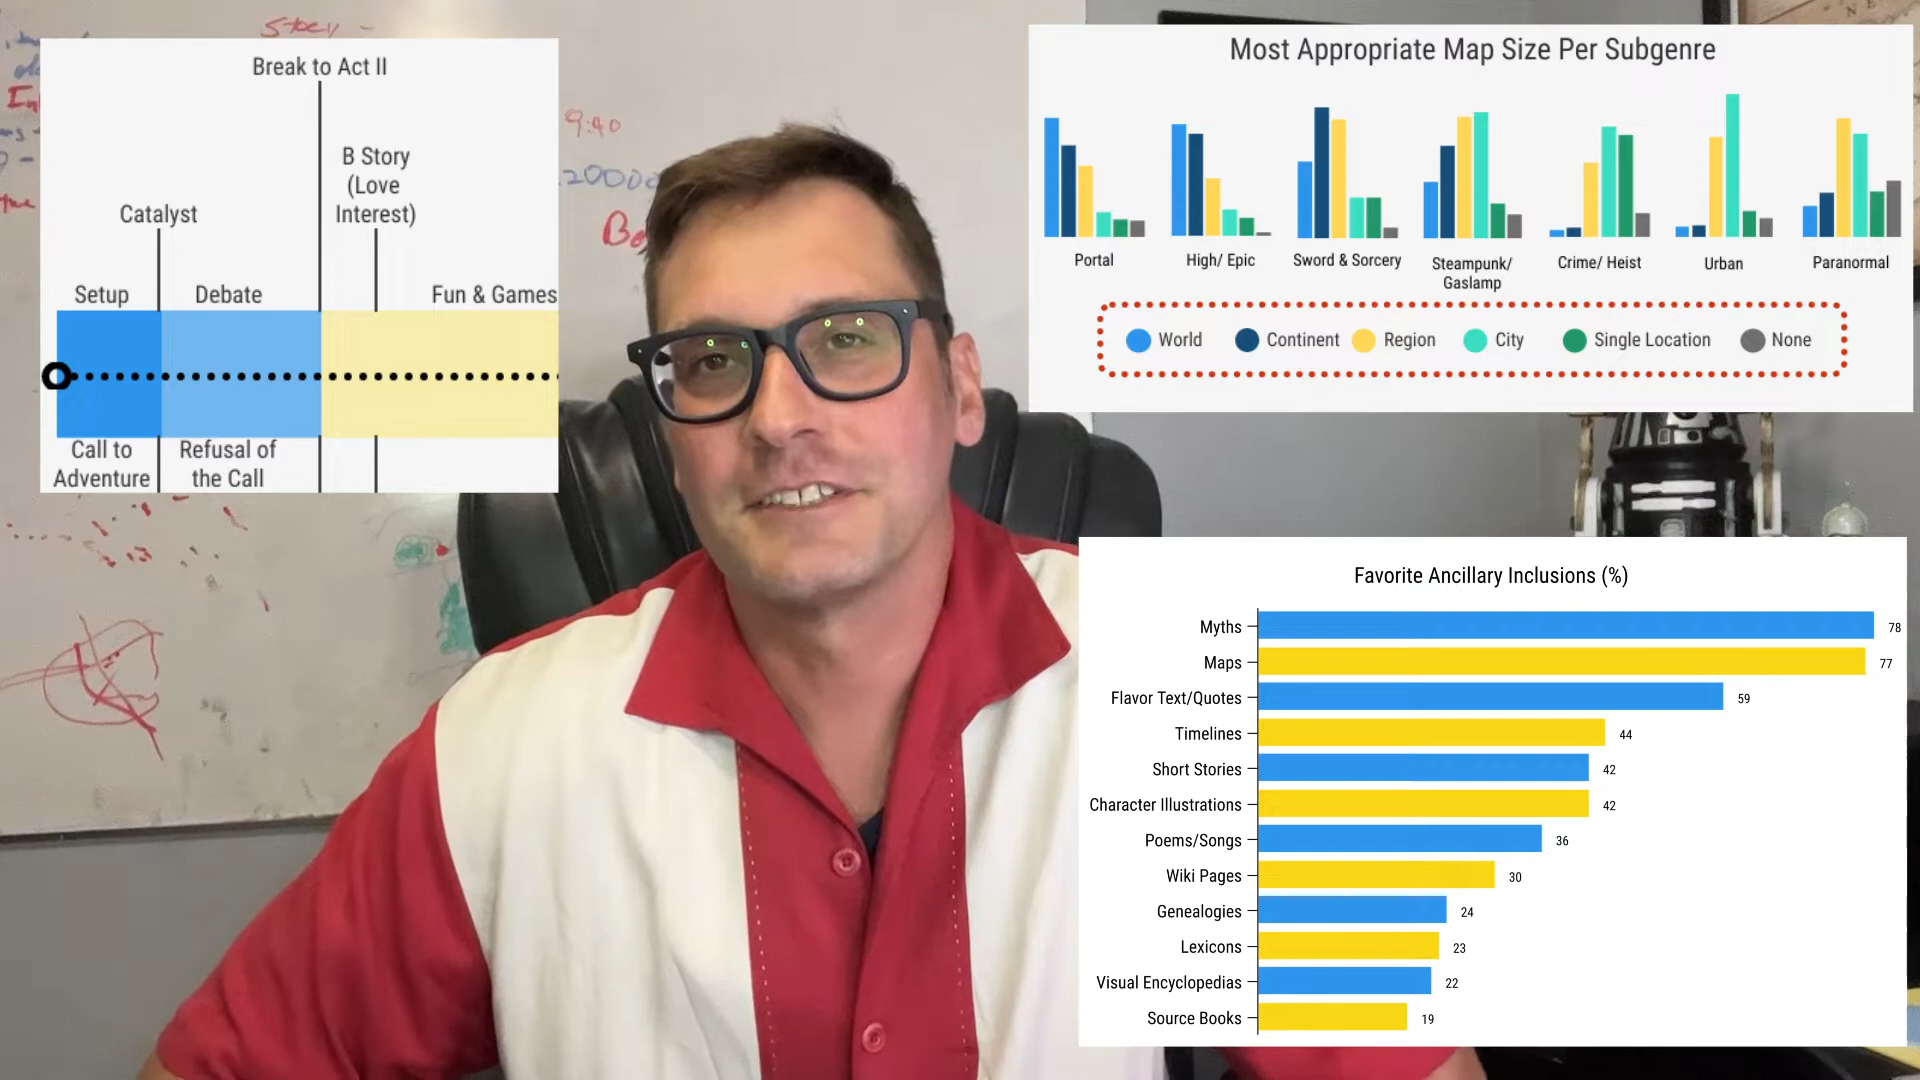 Story -
9:40
20000
Break to Act II
B Story
(Love
Interest)
Catalyst
Setup
Debate
Fun & Games
Call to
Adventure
Refusal of
the Call
Most Appropriate Map Size Per Subgenre
Portal
High/ Epic
Sword & Sorcery
Steampunk/
Gaslamp
Crime/ Heist
Urban
Paranormal
World
Continent
Region
City
Single Location
None
Favorite Ancillary Inclusions (%)
Myths 78
Maps 77
Flavor Text/Quotes 59
Timelines 44
Short Stories 42
Character Illustrations 42
Poems/Songs 36
Wiki Pages 30
Genealogies 24
Lexicons 23
Visual Encyclopedias 22
Source Books 19